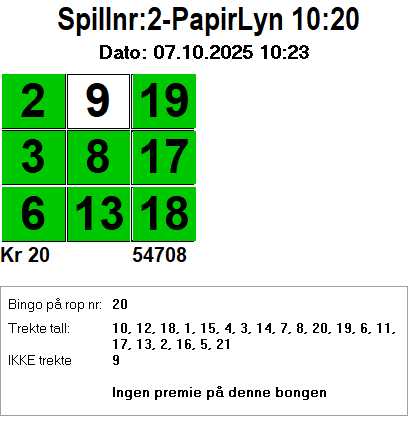 Spillnr:2-PapirLyn 10:20
Dato: 07.10.2025 10:23
2 9 19
3 8 17
6 13 18
Kr 20 54708
Bingo på rop nr: 20
Trekte tall: 10, 12, 18, 1, 15, 4, 3, 14, 7, 8, 20, 19, 6, 11,
17, 13, 2, 16, 5, 21
IKKE trekte 9
Ingen premie på denne bongen